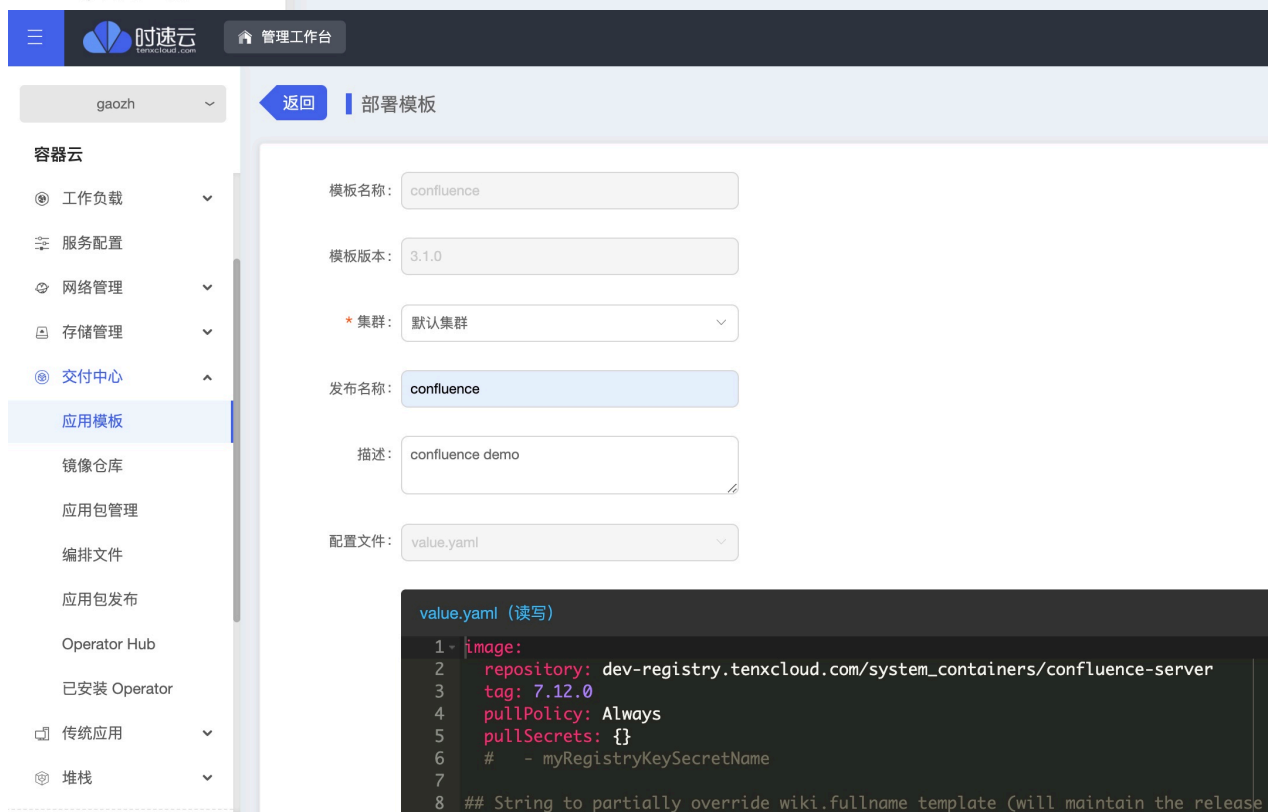 时速云
tenxcloud.com
管理工作台
gaozh
返回
部署模板
容器云
工作负载
服务配置
网络管理
存储管理
交付中心
应用模板
镜像仓库
应用包管理
编排文件
应用包发布
Operator Hub
已安装 Operator
传统应用
堆栈
模板名称: confluence
模板版本: 3.1.0
* 集群: 默认集群
发布名称: confluence
描述: confluence demo
配置文件: value.yaml
value.yaml（读写）
1 image:
2 repository: dev-registry.tenxcloud.com/system_containers/confluence-server
3 tag: 7.12.0
4 pullPolicy: Always
5 pullSecrets: {}
6 # - myRegistryKeySecretName
7
8 ## String to partially override wiki.fullname template (will maintain the release